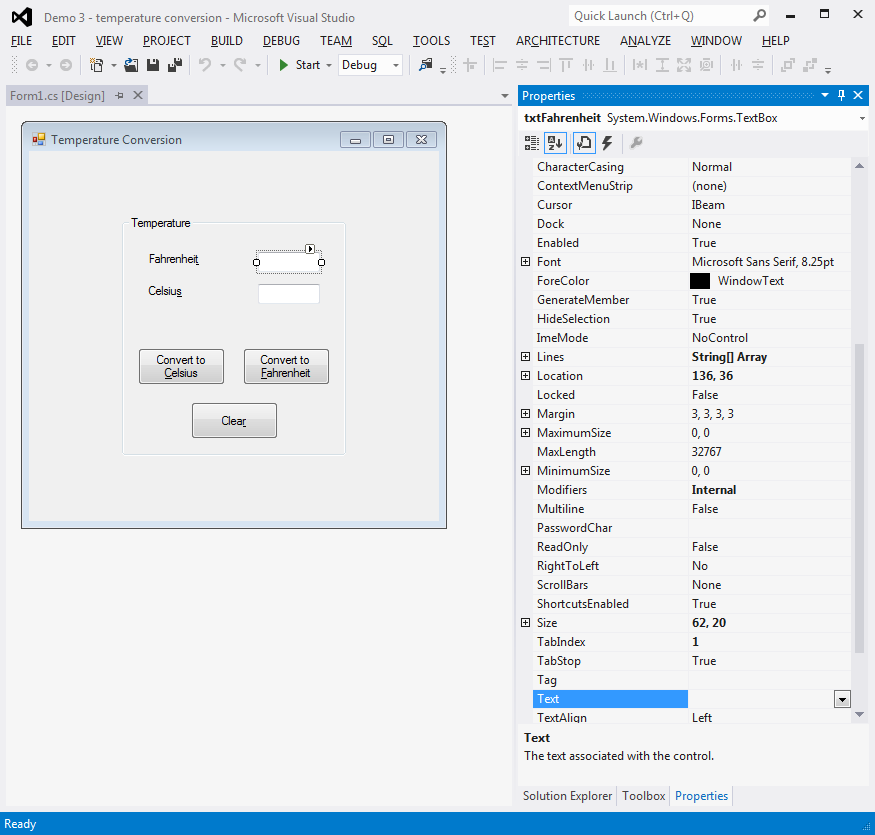 Demo 3 - temperature conversion - Microsoft Visual Studio
Quick Launch (Ctrl+Q)
FILE EDIT VIEW PROJECT BUILD DEBUG TEAM SQL TOOLS TEST ARCHITECTURE ANALYZE WINDOW HELP
Start Debug
Form1.cs [Design]
Temperature Conversion
Temperature
Fahrenheit
Celsius
Convert to
Celsius
Convert to
Fahrenheit
Clear
Properties
txtFahrenheit System.Windows.Forms.TextBox
CharacterCasing Normal
ContextMenuStrip (none)
Cursor IBeam
Dock None
Enabled True
Font Microsoft Sans Serif, 8.25pt
ForeColor WindowText
GenerateMember True
HideSelection True
ImeMode NoControl
Lines String[] Array
Location 136, 36
Locked False
Margin 3, 3, 3, 3
MaximumSize 0, 0
MaxLength 32767
MinimumSize 0, 0
Modifiers Internal
Multiline False
PasswordChar
ReadOnly False
RightToLeft No
ScrollBars None
ShortcutsEnabled True
Size 62, 20
TabIndex 1
TabStop True
Tag
Text
TextAlign Left
Text
The text associated with the control.
Solution Explorer Toolbox Properties
Ready